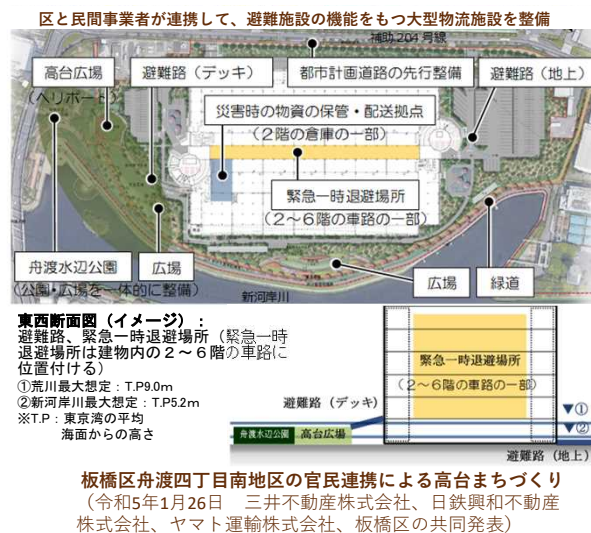 区と民間事業者が連携して、避難施設の機能をもつ大型物流施設を整備
補助204号線
高台広場
(ヘリポート)
避難路(デッキ)
都市計画道路の先行整備
避難路(地上)
災害時の物資の保管・配送拠点
(2階の倉庫の一部)
緊急一時退避場所
(2～6階の車路の一部)
舟渡水辺公園
(公園・広場を一体的に整備)
広場
新河岸川
広場
緑道
東西断面図(イメージ):
避難路、緊急一時退避場所(緊急一時
退避場所は建物内の2～6階の車路に
位置付ける)
①荒川最大想定:T.P9.0m
②新河岸川最大想定:T.P5.2m
※T.P:東京湾の平均
海面からの高さ
緊急一時退避場所
(2～6階の車路の一部)
避難路(デッキ)
▼①
▼②
舟渡水辺公園
高台広場
避難路(地上)
板橋区舟渡四丁目南地区の官民連携による高台まちづくり
(令和5年1月26日 三井不動産株式会社、日鉄興和不動産
株式会社、ヤマト運輸株式会社、板橋区の共同発表)